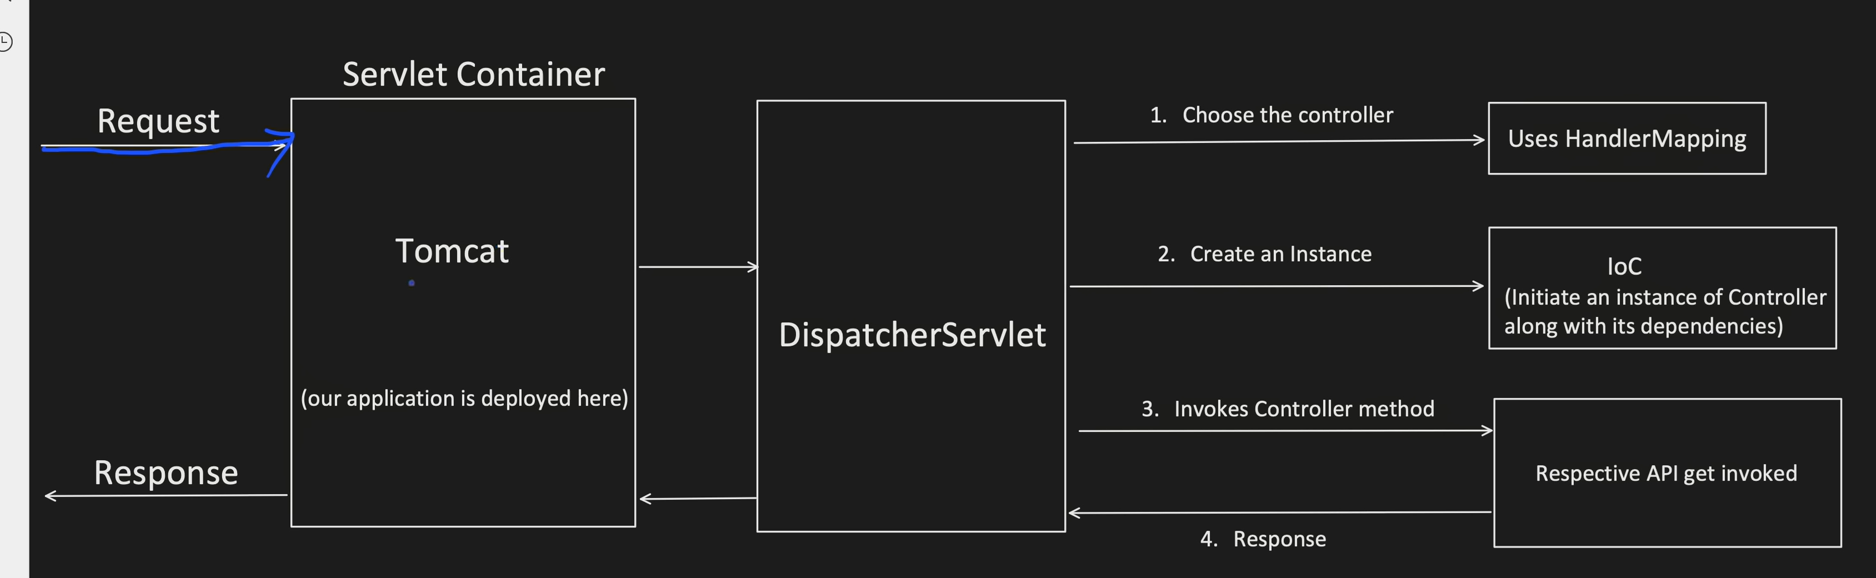 Servlet Container
Request
Tomcat
(our application is deployed here)
Response
DispatcherServlet
1. Choose the controller
Uses HandlerMapping
2. Create an Instance
IoC
(Initiate an instance of Controller
along with its dependencies)
3. Invokes Controller method
Respective API get invoked
4. Response